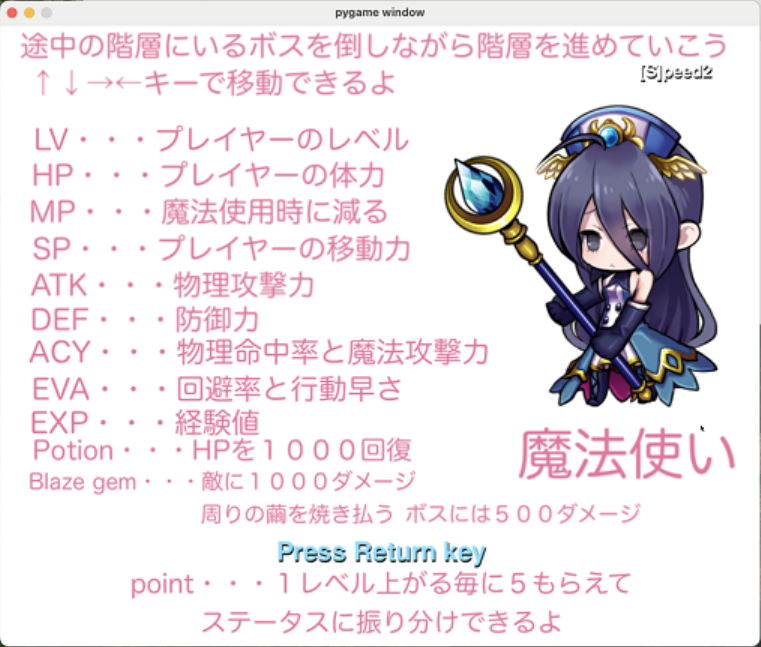 pygame window
途中の階層にいるボスを倒しながら階層を進めていこう
↑↓→←キーで移動できるよ
[S]peed2
LV・・・プレイヤーのレベル
HP・・・プレイヤーの体力
MP・・・魔法使用時に減る
SP・・・プレイヤーの移動力
ATK・・・物理攻撃力
DEF・・・防御力
ACY・・・物理命中率と魔法攻撃力
EVA・・・回避率と行動早さ
EXP・・・経験値
Potion・・・HPを１０００回復
魔法使い
Blaze gem・・・敵に１０００ダメージ
周りの繭を焼き払う ボスには５００ダメージ
Press Return key
point・・・１レベル上がる毎に５もらえて
ステータスに振り分けできるよ